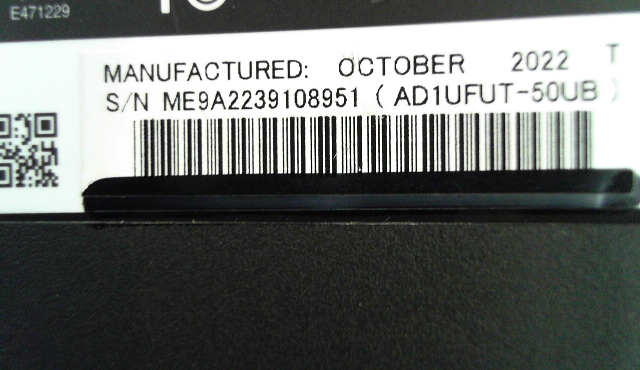 E471229
MANUFACTURED: OCTOBER 2022 T
S/N ME9A2239108951 ( AD1UFUT-50UB )